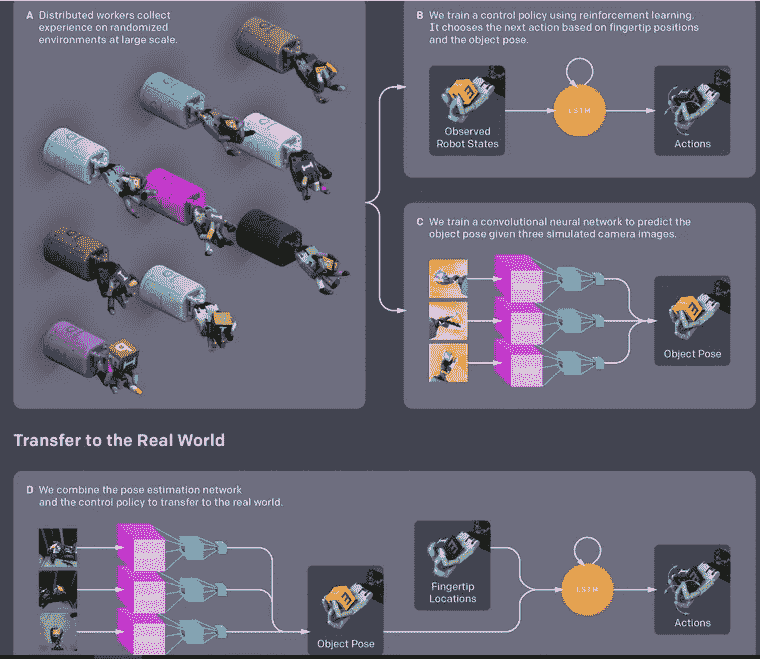 A Distributed workers collect
experience on randomized
environments at large scale.
B We train a control policy using reinforcement learning.
It chooses the next action based on fingertip positions
and the object pose.
LSTM
Observed
Robot States
Actions
C We train a convolutional neural network to predict the
object pose given three simulated camera images.
Object Pose
Transfer to the Real World
D We combine the pose estimation network
and the control policy to transfer to the real world.
Fingertip
Locations
LSTM
Object Pose
Actions